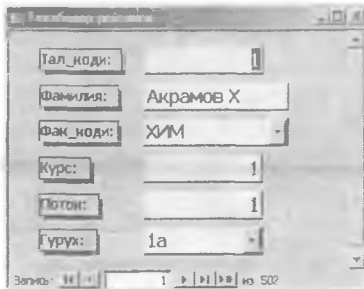 Тал_коди: 1
Фамилия: Акрамов Х
Фак_коди: ХИМ
Курс: 1
Поток: 1
Гурух: 1а
Запись: 1 из 502